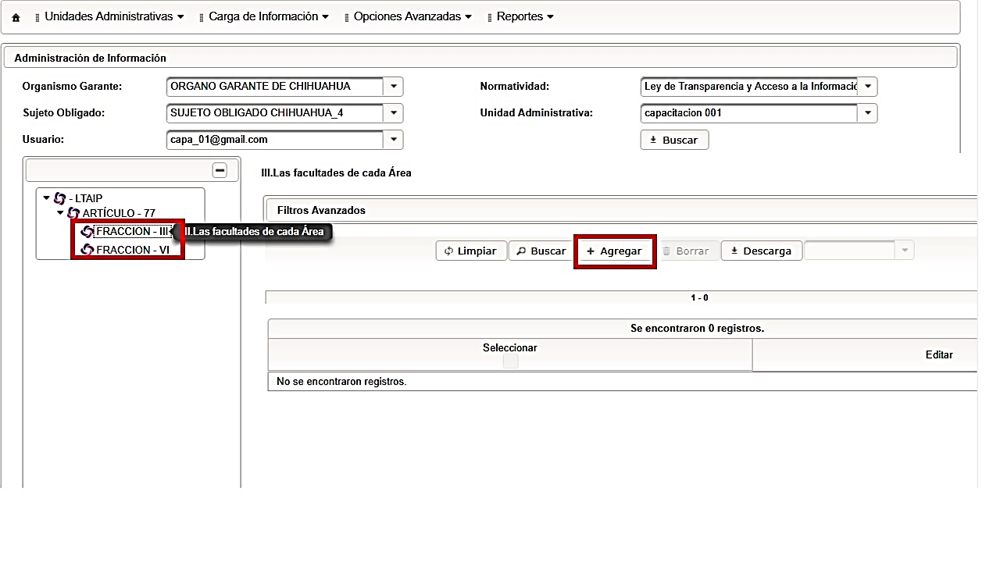 Unidades Administrativas Carga de Información Opciones Avanzadas Reportes
Administración de Información
Organismo Garante: ORGANO GARANTE DE CHIHUAHUA Normatividad: Ley de Transparencia y Acceso a la Informació
Sujeto Obligado: SUJETO OBLIGADO CHIHUAHUA_4 Unidad Administrativa: capacitacion 001
Usuario: capa_01@gmail.com Buscar
III.Las facultades de cada Área
- LTAIP
ARTÍCULO - 77
FRACCION - III II.Las facultades de cada Área
FRACCION - VI
Filtros Avanzados
Limpiar Buscar + Agregar Borrar Descarga
1 - 0
Se encontraron 0 registros.
Seleccionar Editar
No se encontraron registros.